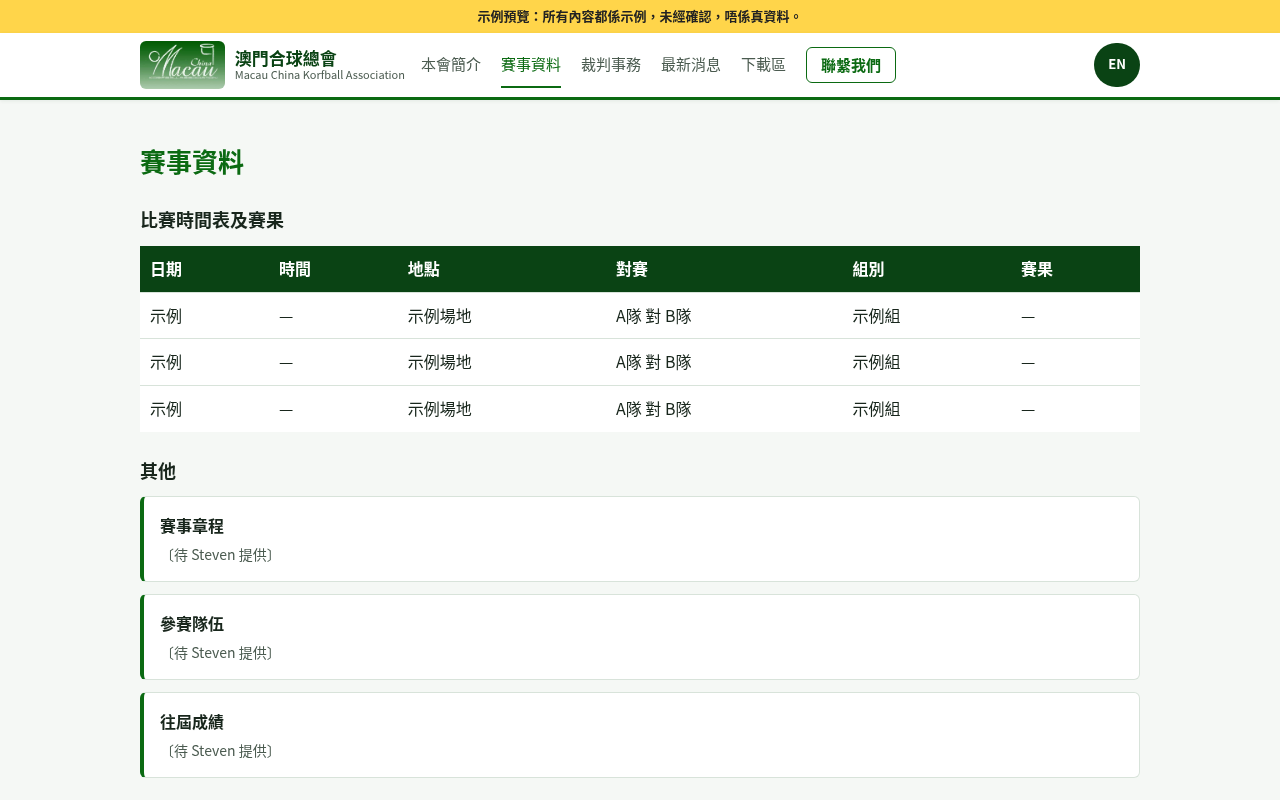 示例預覽：所有內容都係示例，未經確認，唔係真資料。
China
Macau
澳門合球總會
Macau China Korfball Association
本會簡介 賽事資料 裁判事務 最新消息 下載區 聯繫我們 EN
賽事資料
比賽時間表及賽果
日期 時間 地點 對賽 組別 賽果
示例 — 示例場地 A隊 對 B隊 示例組 —
示例 — 示例場地 A隊 對 B隊 示例組 —
示例 — 示例場地 A隊 對 B隊 示例組 —
其他
賽事章程
〔待 Steven 提供〕
參賽隊伍
〔待 Steven 提供〕
往屆成績
〔待 Steven 提供〕